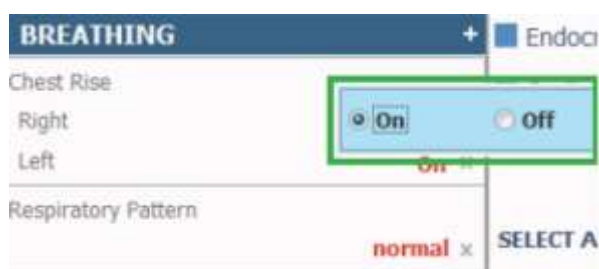 BREATHING +
Endocr
Chest Rise
Right
On Off
Left
On ×
Respiratory Pattern
normal ×
SELECT A